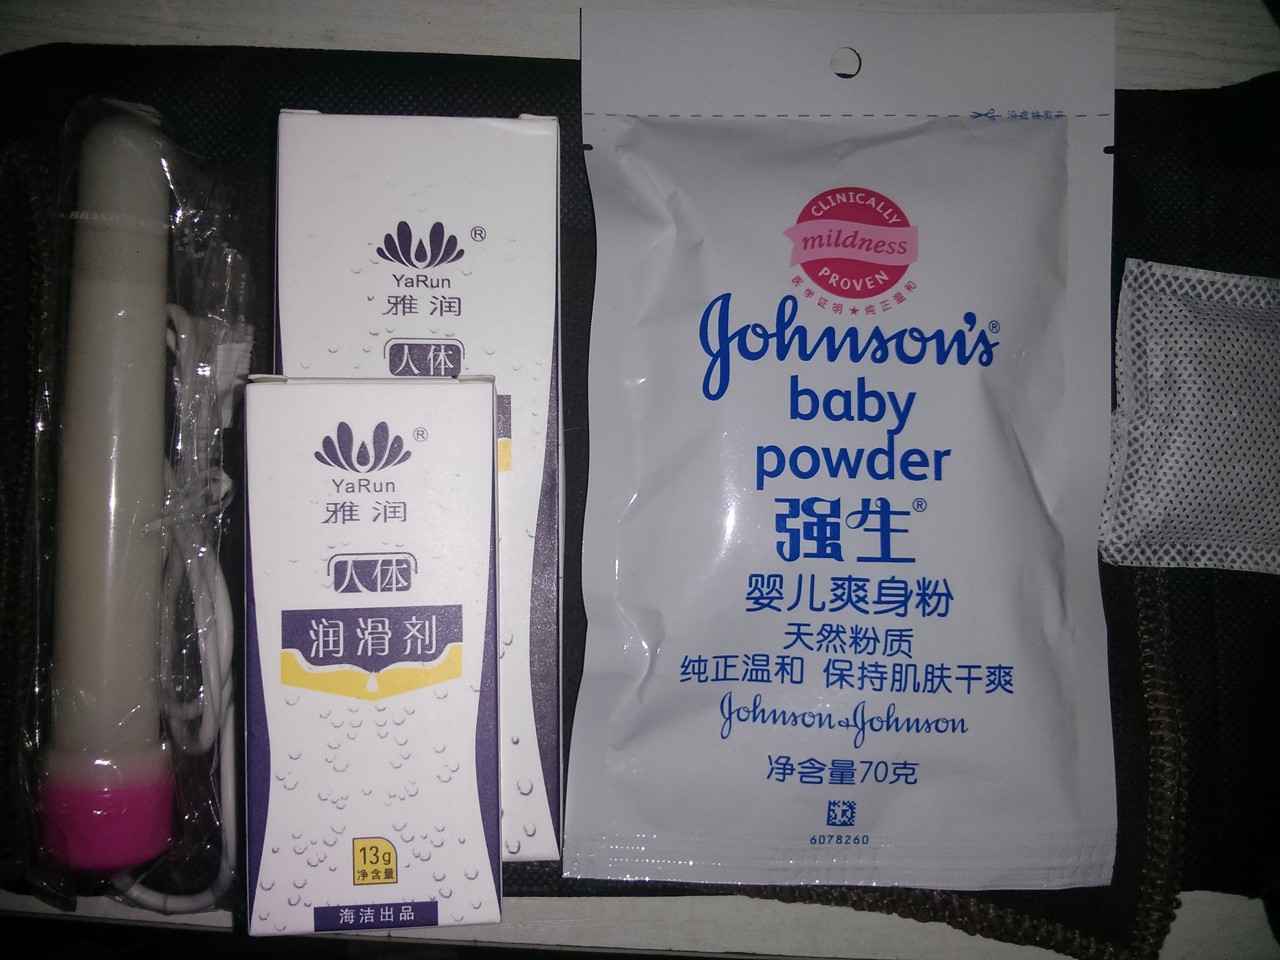 YaRun
雅润
人体
YaRun
雅润
人体
润滑剂
13g
净含量
海洁出品
CLINICALLY
mildness
PROVEN
医学证明★纯正温和
Johnson's®
baby
powder
强生®
婴儿爽身粉
天然粉质
纯正温和 保持肌肤干爽
Johnson & Johnson
净含量70克
6078260